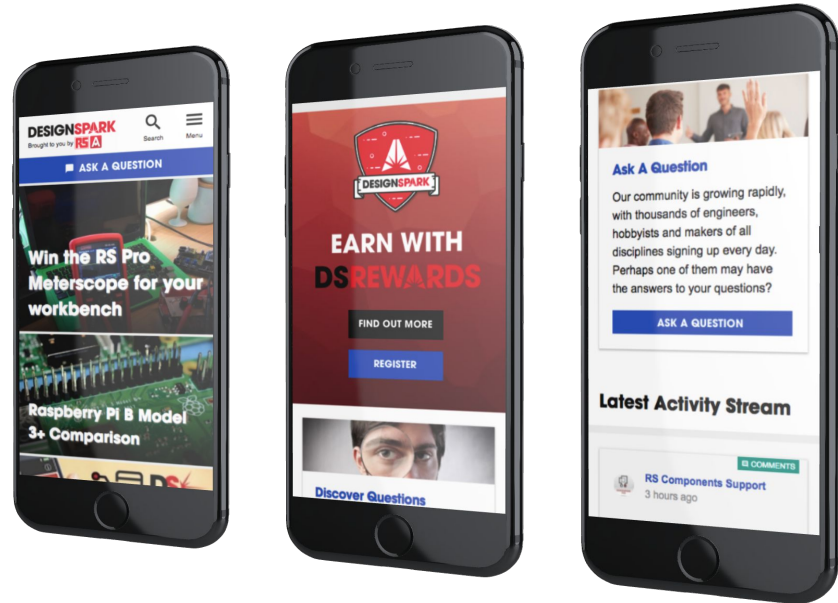 DESIGNSPARK
Brought to you by RS
Search
Menu
ASK A QUESTION
Win the RS Pro
Meterscope for your
workbench
Raspberry Pi B Model
3+ Comparison
DS
DESIGNSPARK
EARN WITH
DSREWARDS
FIND OUT MORE
REGISTER
Discover Questions
Ask A Question
Our community is growing rapidly,
with thousands of engineers,
hobbyists and makers of all
disciplines signing up every day.
Perhaps one of them may have
the answers to your questions?
ASK A QUESTION
Latest Activity Stream
COMMENTS
RS Components Support
3 hours ago